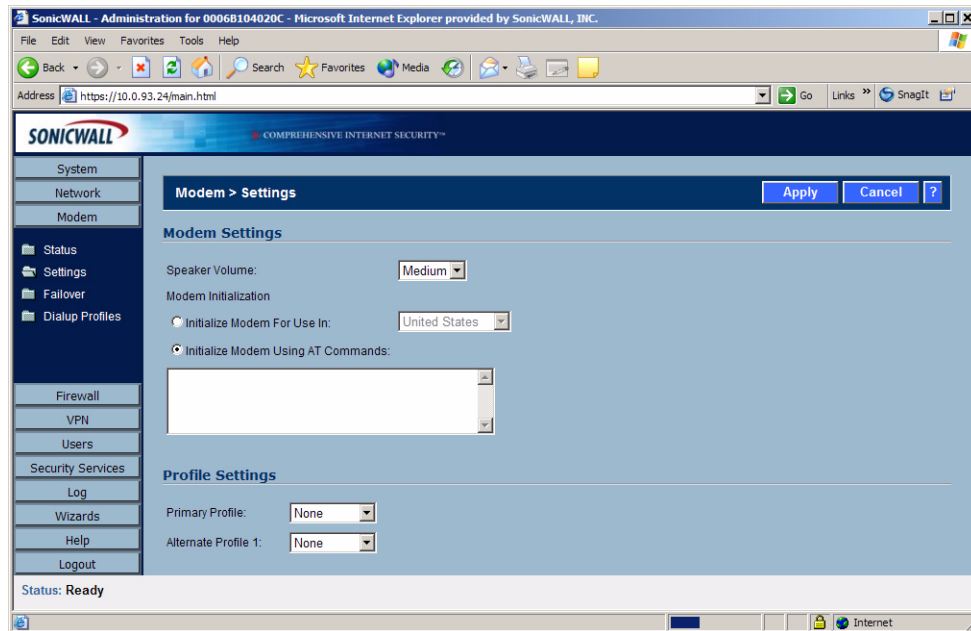 SonicWALL - Administration for 0006B104020C - Microsoft Internet Explorer provided by SonicWALL, INC.
File Edit View Favorites Tools Help
Back Search Favorites Media
Address https://10.0.93.24/main.html Go Links » SnagIt
SONICWALL COMPREHENSIVE INTERNET SECURITY™
System
Network
Modem
Status
Settings
Failover
Dialup Profiles
Firewall
VPN
Users
Security Services
Log
Wizards
Help
Logout
Modem > Settings Apply Cancel ?
Modem Settings
Speaker Volume: Medium
Modem Initialization
Initialize Modem For Use In: United States
Initialize Modem Using AT Commands:
Profile Settings
Primary Profile: None
Alternate Profile 1: None
Status: Ready
Internet